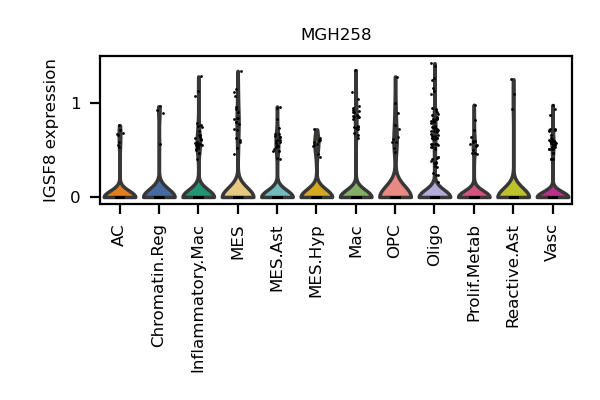 MGH258
IGSF8 expression
1
0
AC
Chromatin.Reg
Inflammatory.Mac
MES
MES.Ast
MES.Hyp
Mac
OPC
Oligo
Prolif.Metab
Reactive.Ast
Vasc